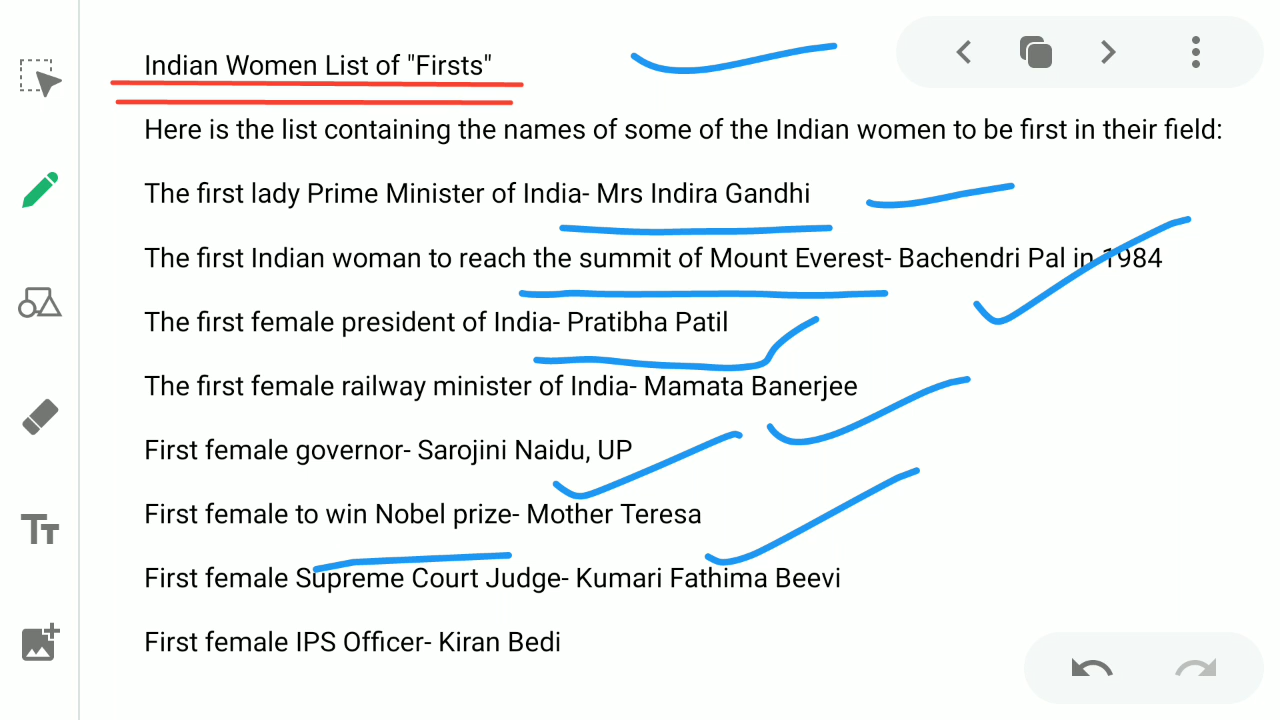 Indian Women List of "Firsts"
Here is the list containing the names of some of the Indian women to be first in their field:
The first lady Prime Minister of India- Mrs Indira Gandhi
The first Indian woman to reach the summit of Mount Everest- Bachendri Pal in 1984
The first female president of India- Pratibha Patil
The first female railway minister of India- Mamata Banerjee
First female governor- Sarojini Naidu, UP
First female to win Nobel prize- Mother Teresa
First female Supreme Court Judge- Kumari Fathima Beevi
First female IPS Officer- Kiran Bedi